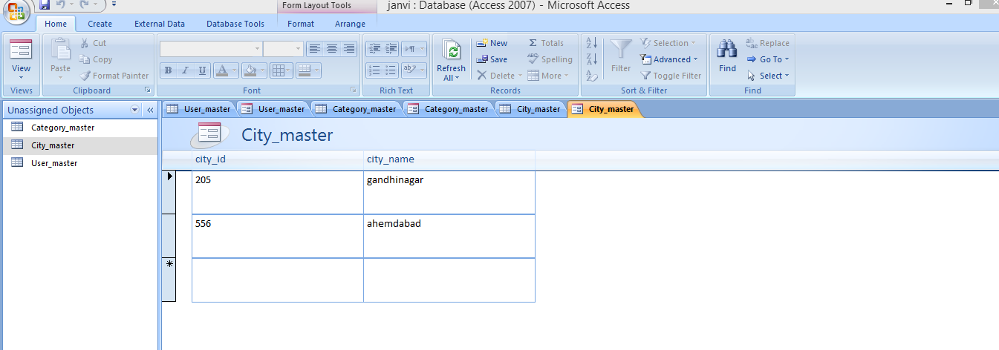 Form Layout Tools janvi : Database (Access 2007) - Microsoft Access
Home Create External Data Database Tools Format Arrange
View
Views
Paste
Cut
Copy
Format Painter
Clipboard
B I U A
Font
Rich Text
Refresh
All
New
Save
Delete
Σ Totals
Spelling
More
Records
Filter
Selection
Advanced
Toggle Filter
Sort & Filter
Find
Replace
Go To
Select
Find
Unassigned Objects
Category_master
City_master
User_master
User_master User_master Category_master Category_master City_master City_master
City_master
city_id city_name
205 gandhinagar
556 ahemdabad